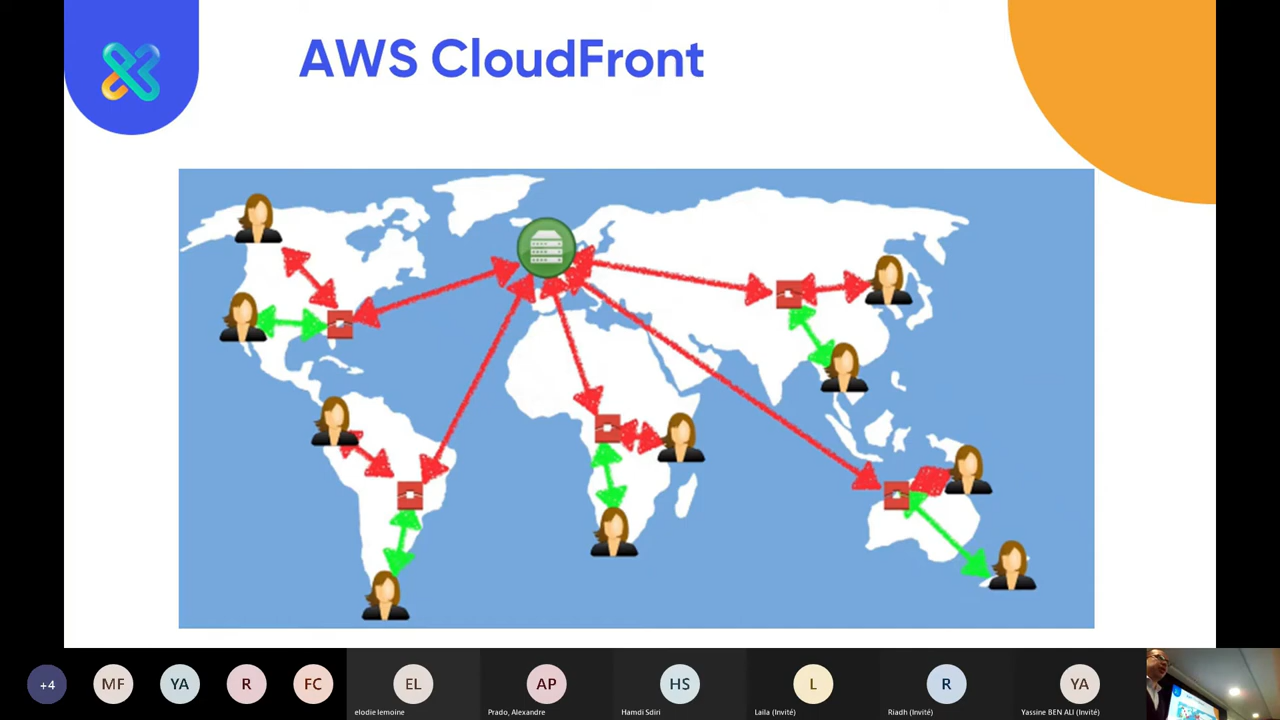 AWS CloudFront
+4
MF
YA
R
FC
EL
AP
HS
L
R
YA
elodie lemoine
Prado, Alexandre
Hamdi Sdiri
Laila (Invité)
Riadh (Invité)
Yassine BEN ALI (Invité)